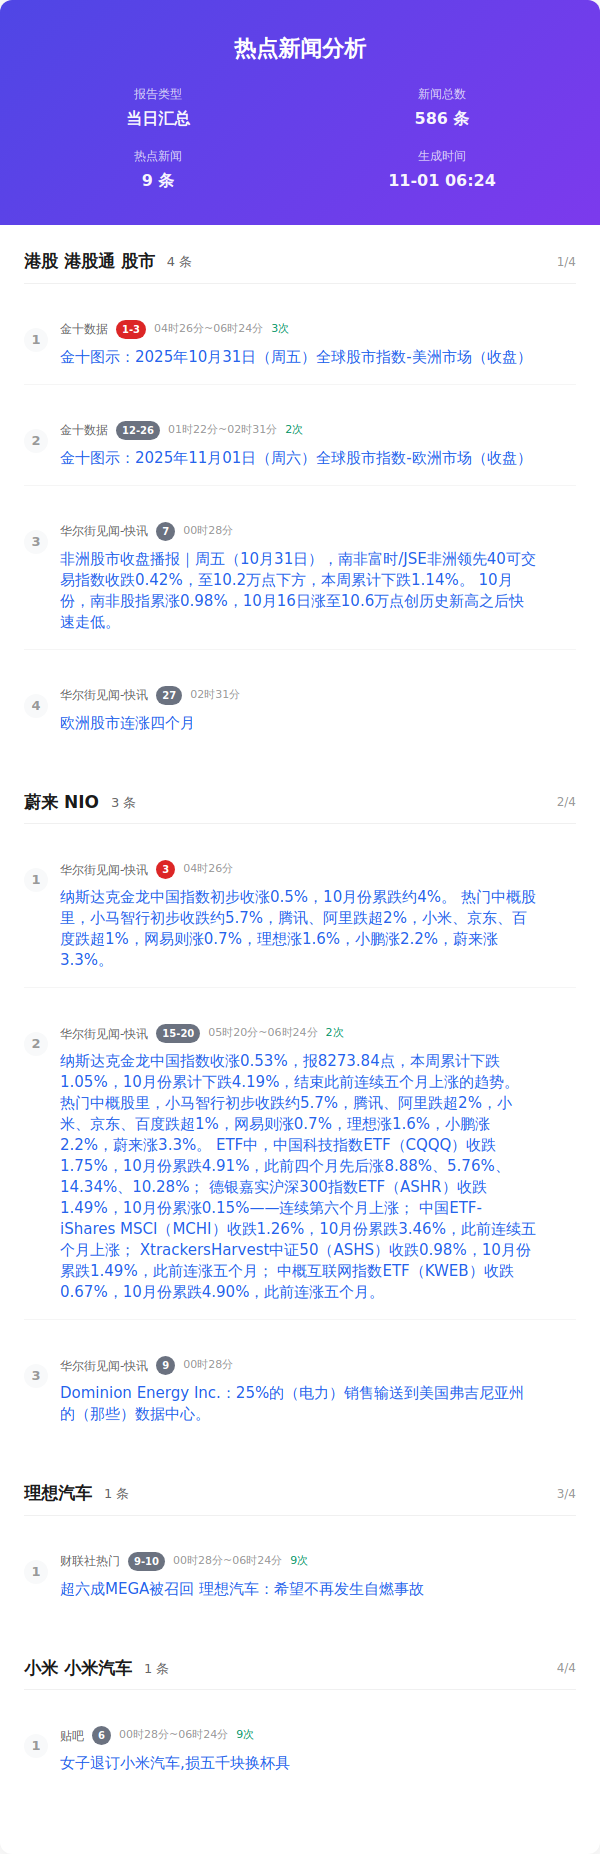 热点新闻分析
报告类型
当日汇总
新闻总数
586 条
热点新闻
9 条
生成时间
11-01 06:24
港股 港股通 股市 4 条 1/4
1
金十数据 1-3 04时26分~06时24分 3次
金十图示：2025年10月31日（周五）全球股市指数-美洲市场（收盘）
2
金十数据 12-26 01时22分~02时31分 2次
金十图示：2025年11月01日（周六）全球股市指数-欧洲市场（收盘）
3
华尔街见闻-快讯 7 00时28分
非洲股市收盘播报｜周五（10月31日），南非富时/JSE非洲领先40可交
易指数收跌0.42%，至10.2万点下方，本周累计下跌1.14%。 10月
份，南非股指累涨0.98%，10月16日涨至10.6万点创历史新高之后快
速走低。
4
华尔街见闻-快讯 27 02时31分
欧洲股市连涨四个月
蔚来 NIO 3 条 2/4
1
华尔街见闻-快讯 3 04时26分
纳斯达克金龙中国指数初步收涨0.5%，10月份累跌约4%。 热门中概股
里，小马智行初步收跌约5.7%，腾讯、阿里跌超2%，小米、京东、百
度跌超1%，网易则涨0.7%，理想涨1.6%，小鹏涨2.2%，蔚来涨
3.3%。
2
华尔街见闻-快讯 15-20 05时20分~06时24分 2次
纳斯达克金龙中国指数收涨0.53%，报8273.84点，本周累计下跌
1.05%，10月份累计下跌4.19%，结束此前连续五个月上涨的趋势。
热门中概股里，小马智行初步收跌约5.7%，腾讯、阿里跌超2%，小
米、京东、百度跌超1%，网易则涨0.7%，理想涨1.6%，小鹏涨
2.2%，蔚来涨3.3%。 ETF中，中国科技指数ETF（CQQQ）收跌
1.75%，10月份累跌4.91%，此前四个月先后涨8.88%、5.76%、
14.34%、10.28%； 德银嘉实沪深300指数ETF（ASHR）收跌
1.49%，10月份累涨0.15%——连续第六个月上涨； 中国ETF-
iShares MSCI（MCHI）收跌1.26%，10月份累跌3.46%，此前连续五
个月上涨； XtrackersHarvest中证50（ASHS）收跌0.98%，10月份
累跌1.49%，此前连涨五个月； 中概互联网指数ETF（KWEB）收跌
0.67%，10月份累跌4.90%，此前连涨五个月。
3
华尔街见闻-快讯 9 00时28分
Dominion Energy Inc.：25%的（电力）销售输送到美国弗吉尼亚州
的（那些）数据中心。
理想汽车 1 条 3/4
1
财联社热门 9-10 00时28分~06时24分 9次
超六成MEGA被召回 理想汽车：希望不再发生自燃事故
小米 小米汽车 1 条 4/4
1
贴吧 6 00时28分~06时24分 9次
女子退订小米汽车,损五千块换杯具